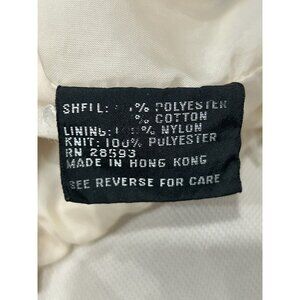 SHELL: % POLYESTER
% COTTON
LINING: % NYLON
KNIT: 100% POLYESTER
RN 28593
MADE IN HONG KONG
SEE REVERSE FOR CARE